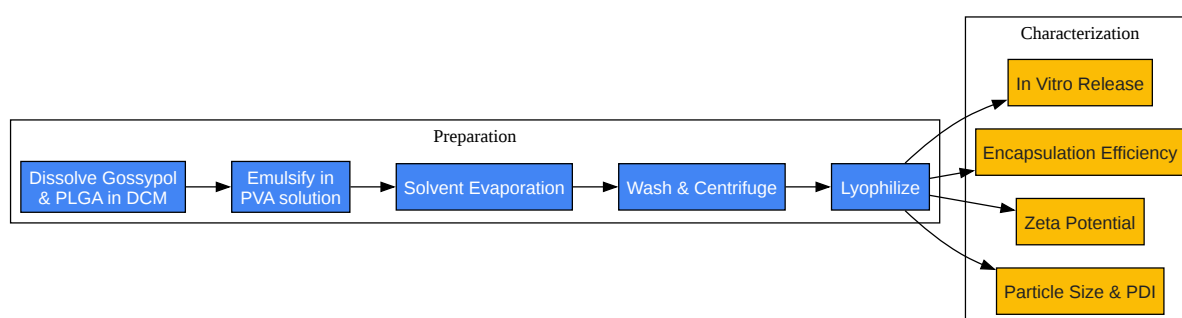 Preparation
Dissolve Gossypol
& PLGA in DCM
Emulsify in
PVA solution
Solvent Evaporation
Wash & Centrifuge
Lyophilize
Characterization
In Vitro Release
Encapsulation Efficiency
Zeta Potential
Particle Size & PDI